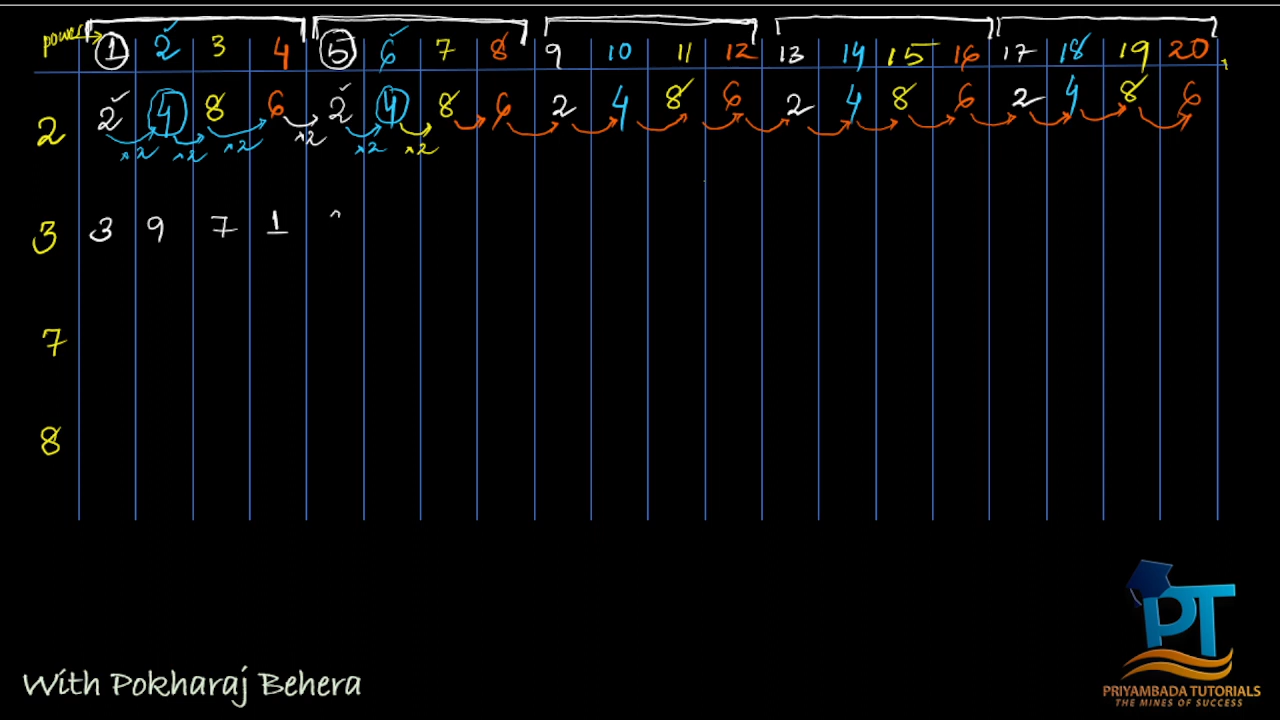 power 1 2 3 4 5 6 7 8 9 10 11 12 13 14 15 16 17 18 19 20
2 2 4 8 6 2 4 8 6 2 4 8 6 2 4 8 6 2 4 8 6
×2 ×2 ×2 ×2 ×2 ×2
3 3 9 7 1
7
8
PT
With Pokharaj Behera
PRIYAMBADA TUTORIALS
THE MINES OF SUCCESS